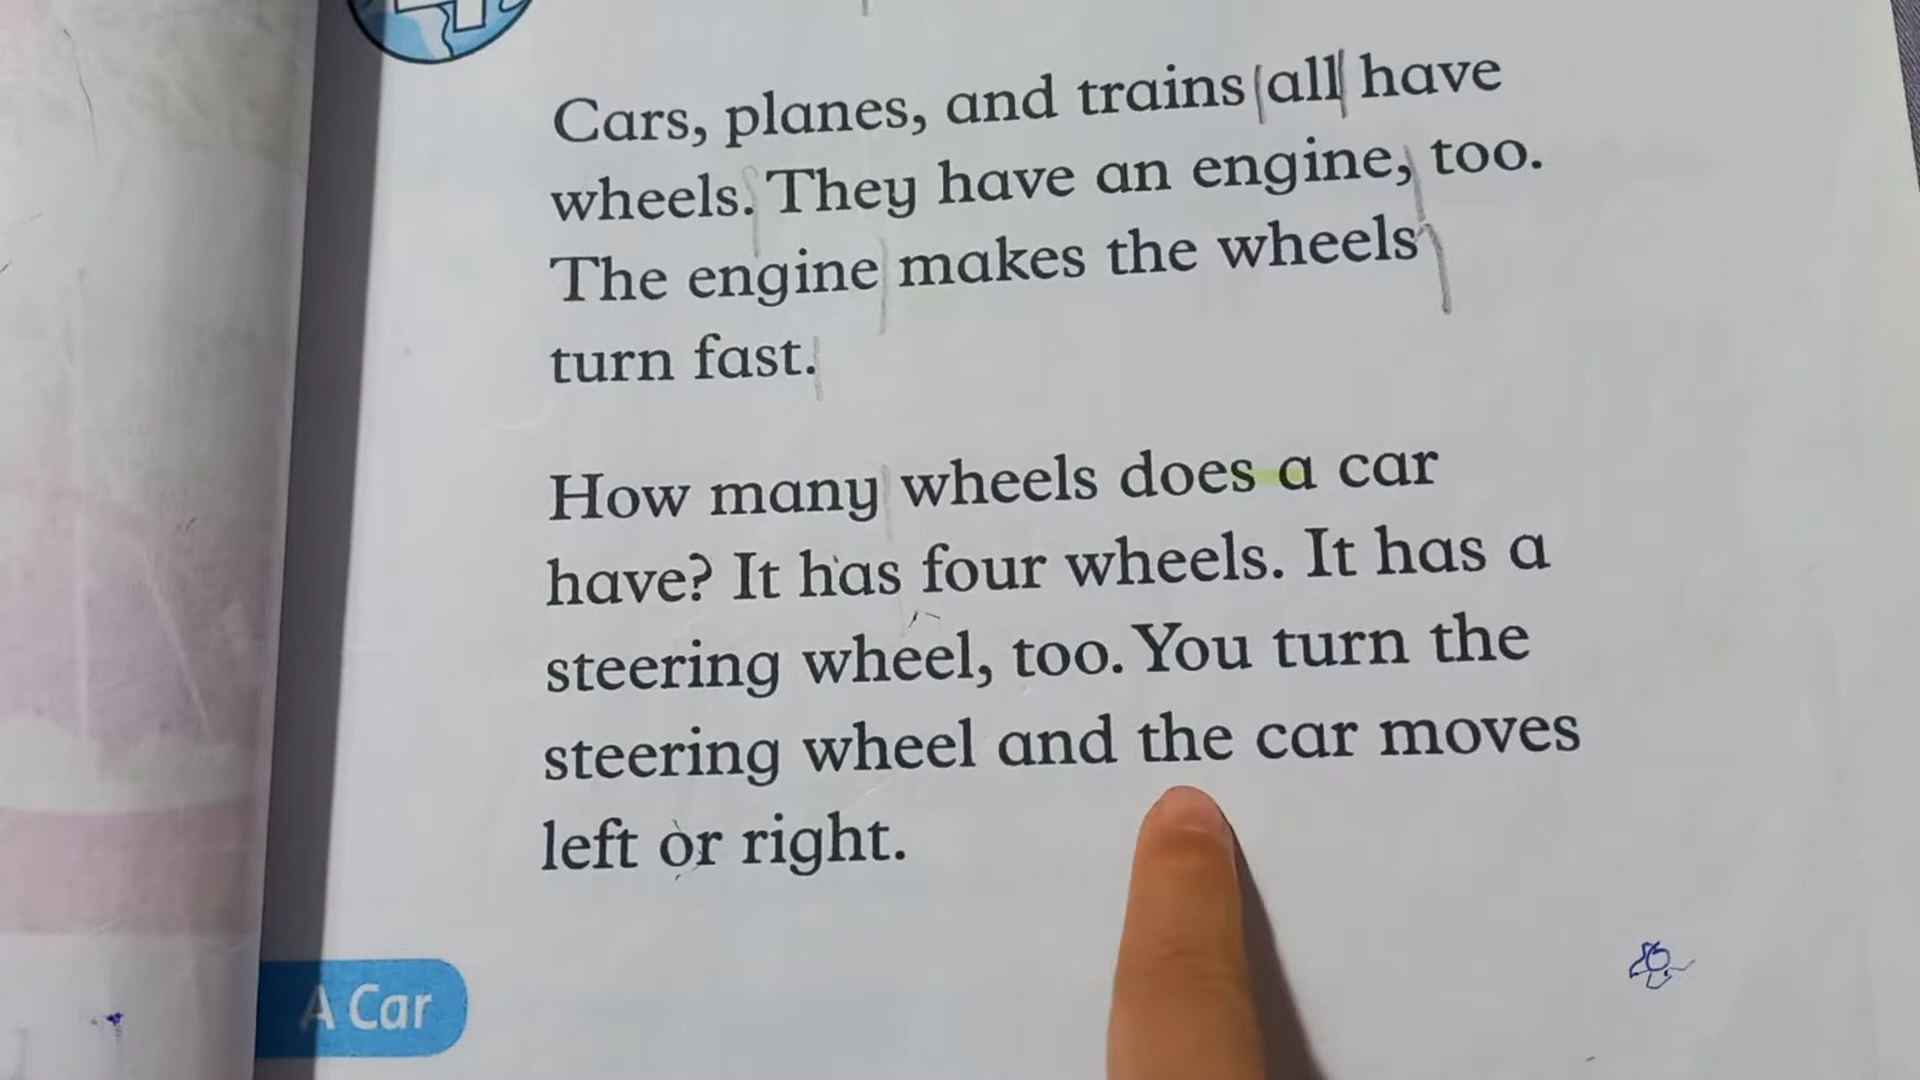 Cars, planes, and trains all have
wheels. They have an engine, too.
The engine makes the wheels
turn fast.
How many wheels does a car
have? It has four wheels. It has a
steering wheel, too. You turn the
steering wheel and the car moves
left or right.
A Car